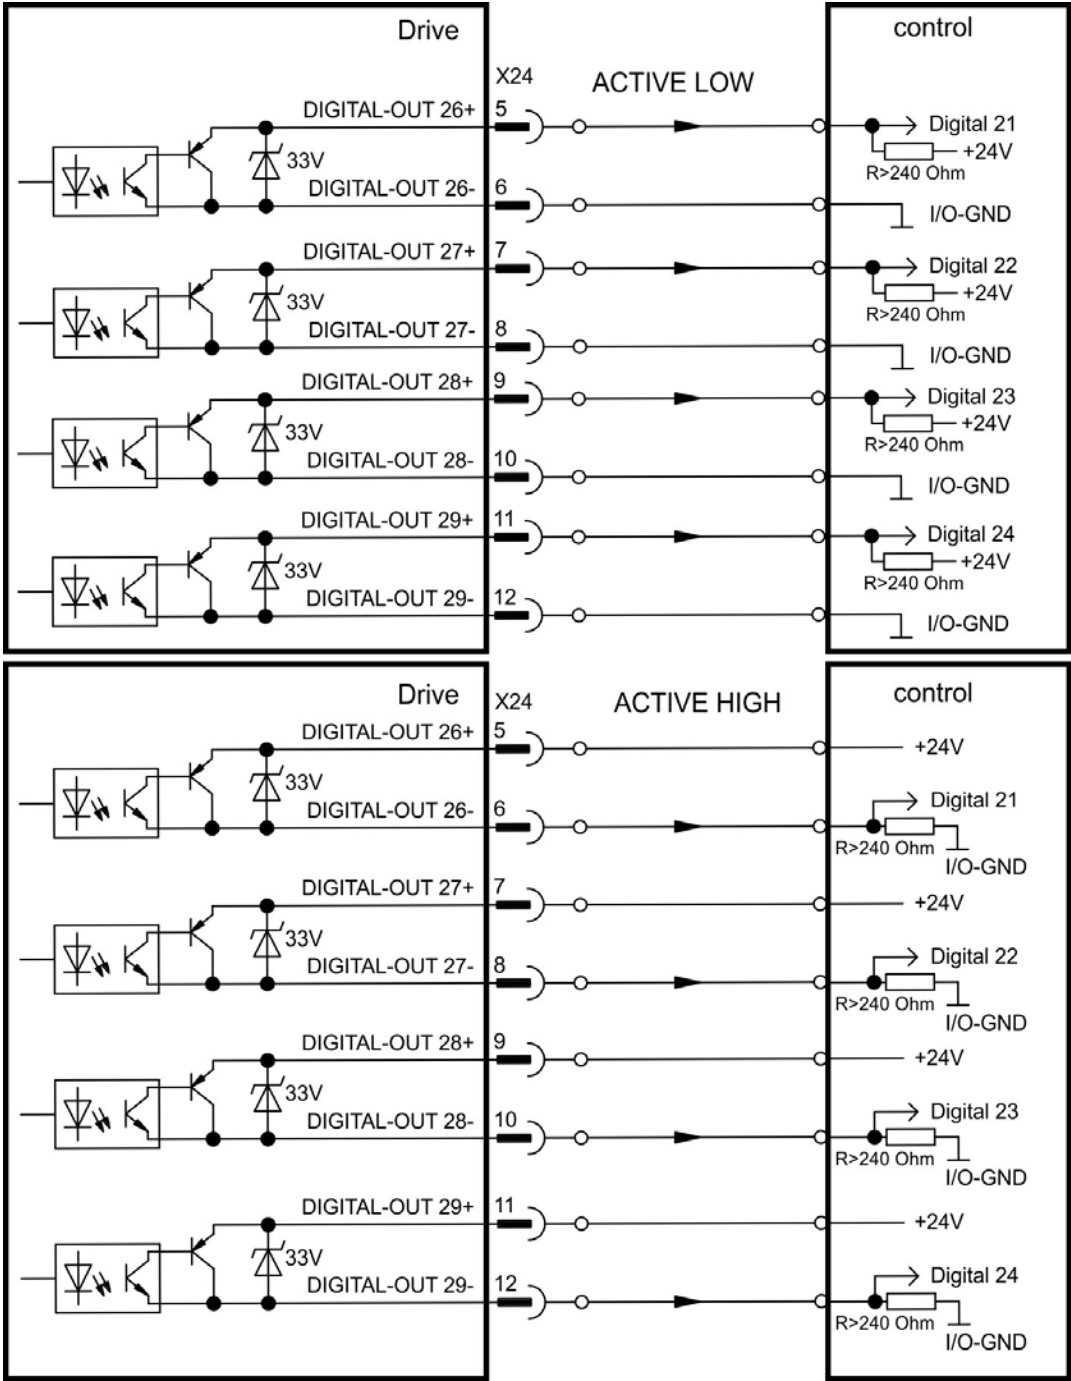 Drive
control
X24
ACTIVE LOW
DIGITAL-OUT 26+
5
Digital 21
33V
+24V
R>240 Ohm
DIGITAL-OUT 26-
6
I/O-GND
DIGITAL-OUT 27+
7
Digital 22
33V
+24V
R>240 Ohm
DIGITAL-OUT 27-
8
I/O-GND
DIGITAL-OUT 28+
9
Digital 23
33V
+24V
R>240 Ohm
DIGITAL-OUT 28-
10
I/O-GND
DIGITAL-OUT 29+
11
Digital 24
33V
+24V
R>240 Ohm
DIGITAL-OUT 29-
12
I/O-GND
Drive
control
X24
ACTIVE HIGH
DIGITAL-OUT 26+
5
+24V
33V
DIGITAL-OUT 26-
6
Digital 21
R>240 Ohm
I/O-GND
DIGITAL-OUT 27+
7
+24V
33V
DIGITAL-OUT 27-
8
Digital 22
R>240 Ohm
I/O-GND
DIGITAL-OUT 28+
9
+24V
33V
DIGITAL-OUT 28-
10
Digital 23
R>240 Ohm
I/O-GND
DIGITAL-OUT 29+
11
+24V
33V
DIGITAL-OUT 29-
12
Digital 24
R>240 Ohm
I/O-GND